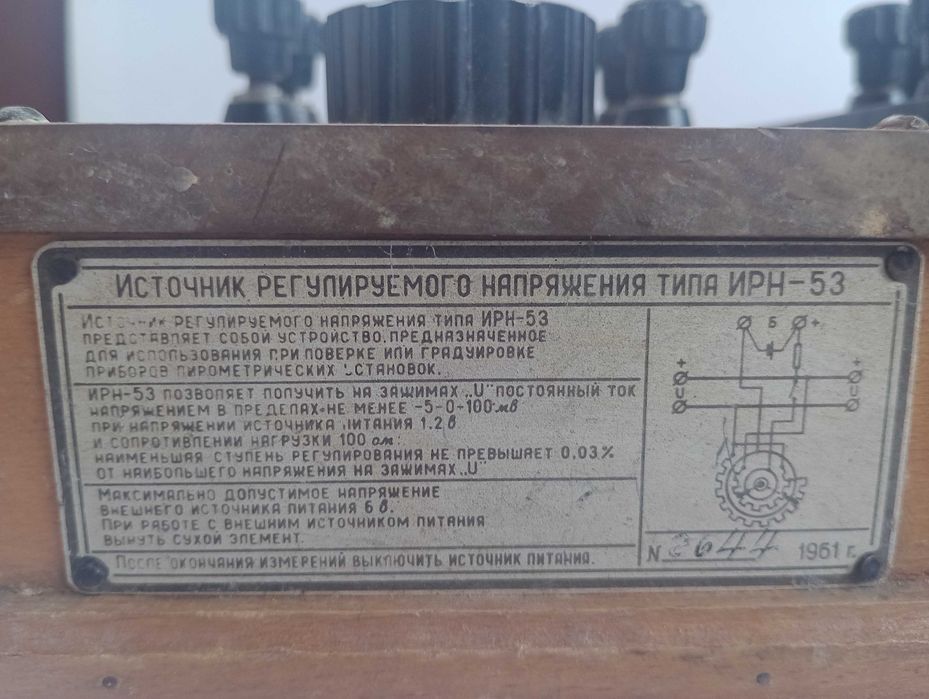 Источник регулируемого напряжения типа ИРН-53
Источник регулируемого напряжения типа ИРН-53
представляет собой устройство, предназначенное
для использования при поверке или градуировке
приборов пирометрических установок.
ИРН-53 позволяет получить на зажимах „U" постоянный ток
напряжением в пределах-не менее -5-0-100 мв
при напряжении источника питания 1.2 в
и сопротивлении нагрузки 100 ом:
наименьшая ступень регулирования не превышает 0,03%
от наибольшего напряжения на зажимах „U"
Максимально допустимое напряжение
внешнего источника питания 6 в.
При работе с внешним источником питания
вынуть сухой элемент.
После окончания измерений выключить источник питания.
Б +
+ +
U U
N 2644 1961 г.